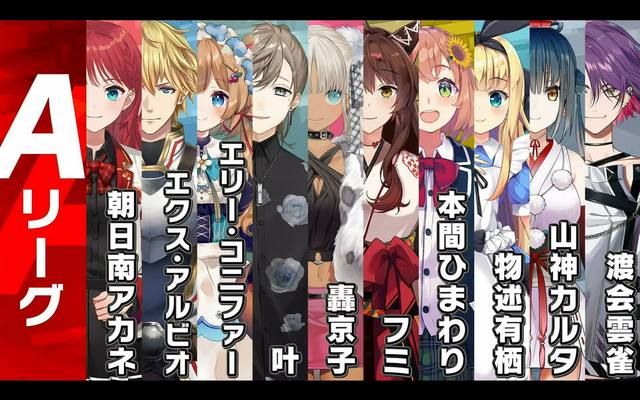 Aリーグ
朝日南アカネ
エクス・アルビオ
エリー・コニファー
叶
轟京子
フミ
本間ひまわり
物述有栖
山神カルタ
渡会雲雀